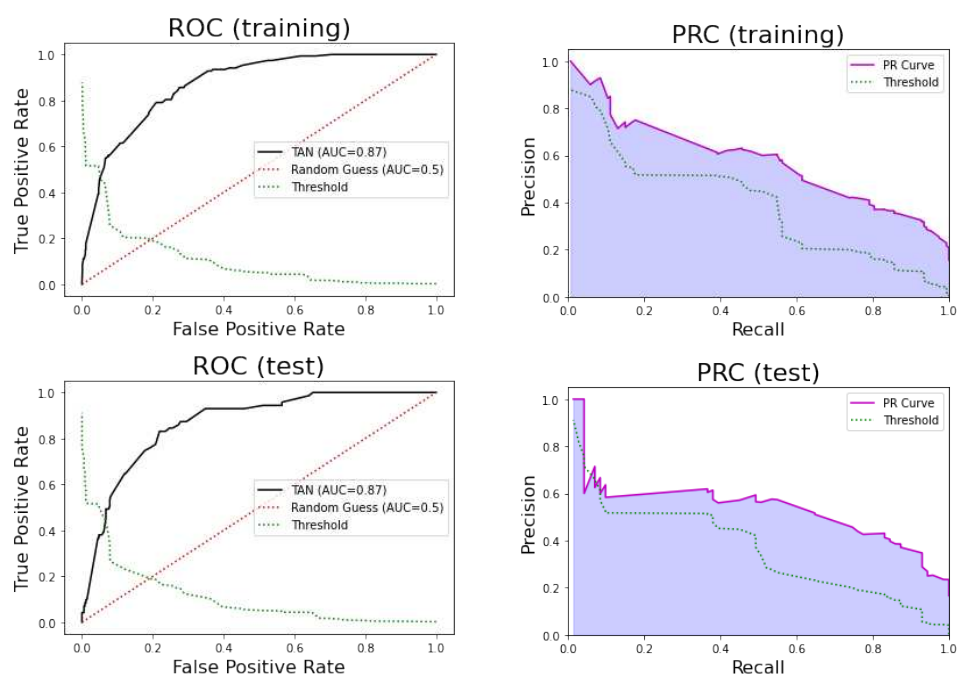 ROC (training)
True Positive Rate
1.0
0.8
0.6
0.4
0.2
0.0
TAN (AUC=0.87)
Random Guess (AUC=0.5)
Threshold
0.0 0.2 0.4 0.6 0.8 1.0
False Positive Rate
PRC (training)
Precision
1.0
0.8
0.6
0.4
0.2
0.0
PR Curve
Threshold
0.0 0.2 0.4 0.6 0.8 1.0
Recall
ROC (test)
True Positive Rate
1.0
0.8
0.6
0.4
0.2
0.0
TAN (AUC=0.87)
Random Guess (AUC=0.5)
Threshold
0.0 0.2 0.4 0.6 0.8 1.0
False Positive Rate
PRC (test)
Precision
1.0
0.8
0.6
0.4
0.2
0.0
PR Curve
Threshold
0.0 0.2 0.4 0.6 0.8 1.0
Recall